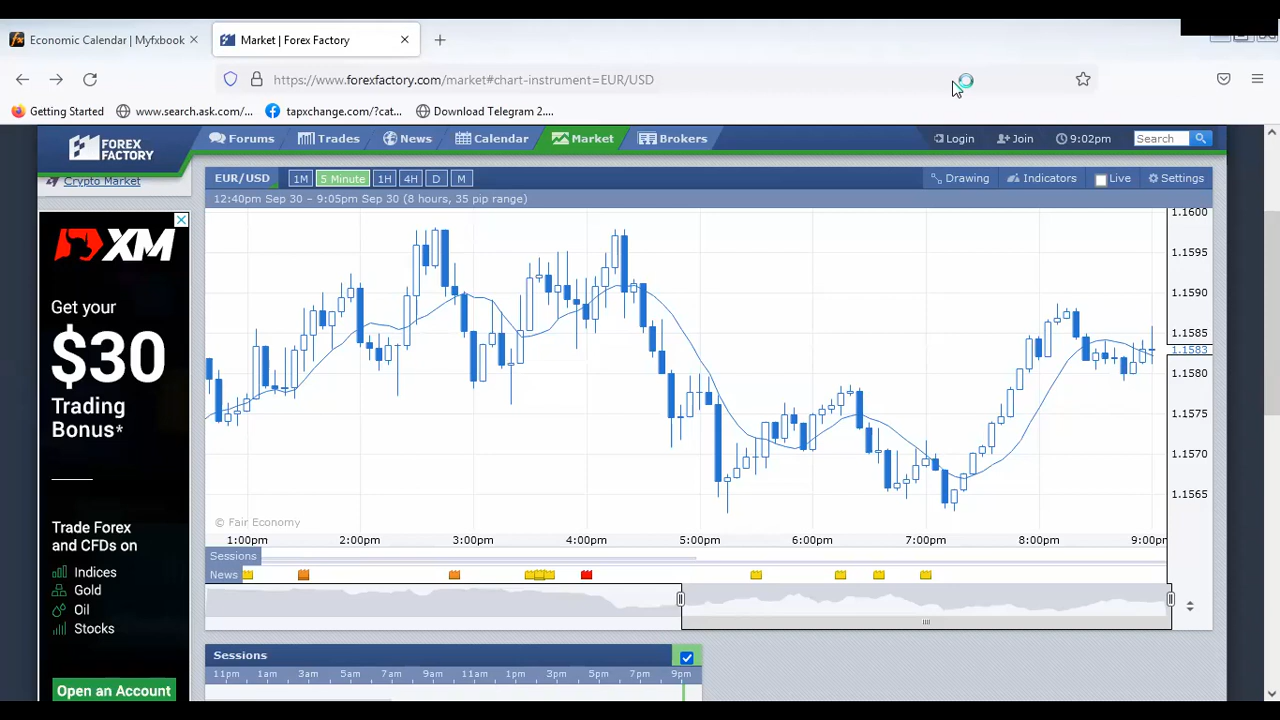 Economic Calendar | Myfxbook
Market | Forex Factory
https://www.forexfactory.com/market#chart-instrument=EUR/USD
Getting Started
www.search.ask.com/...
tapxchange.com/?cat...
Download Telegram 2....
FOREX
FACTORY
Forums
Trades
News
Calendar
Market
Brokers
Login
Join
9:02pm
Search
Crypto Market
EUR/USD
1M
5 Minute
1H
4H
D
M
Drawing
Indicators
Live
Settings
12:40pm Sep 30 – 9:05pm Sep 30 (8 hours, 35 pip range)
XM
Get your
$30
Trading
Bonus*
Trade Forex
and CFDs on
Indices
Gold
Oil
Stocks
Open an Account
1.1600
1.1595
1.1590
1.1585
1.1583
1.1580
1.1575
1.1570
1.1565
© Fair Economy
1:00pm 2:00pm 3:00pm 4:00pm 5:00pm 6:00pm 7:00pm 8:00pm 9:00pm
Sessions
News
Sessions
11pm 1am 3am 5am 7am 9am 11am 1pm 3pm 5pm 7pm 9pm